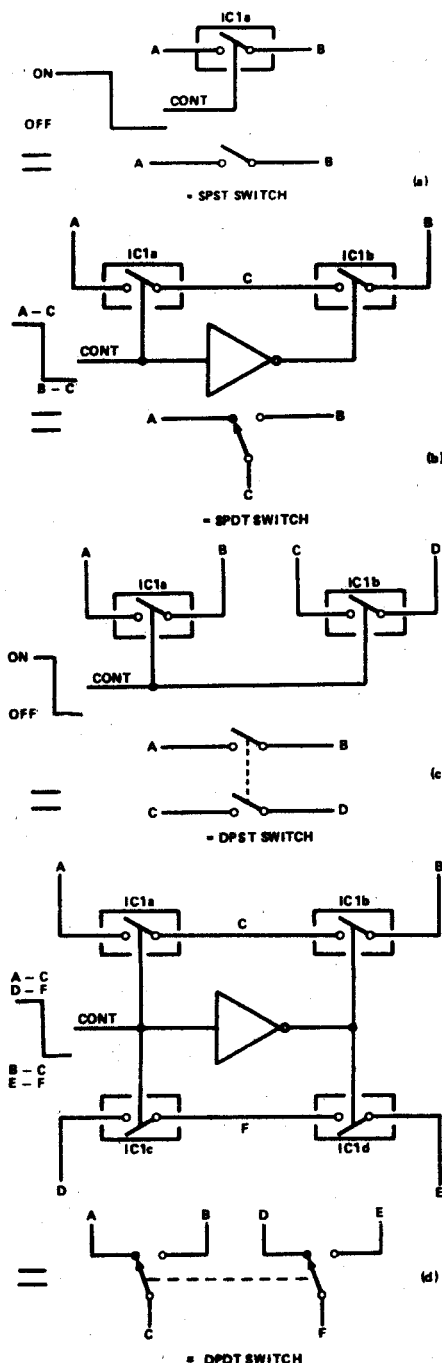 IC1a
A B
ON
CONT
OFF
A B
= SPST SWITCH
(a)
A B
IC1a IC1b
C
A – C
CONT
B – C
A B
(b)
C
= SPDT SWITCH
A B C D
IC1a IC1b
ON
CONT
OFF
A B
(c
C D
= DPST SWITCH
A B
IC1a IC1b
C
A – C
D – F
CONT
B – C
E – F
F
IC1c IC1d
D E
A B D E
(d)
C F
= DPDT SWITCH